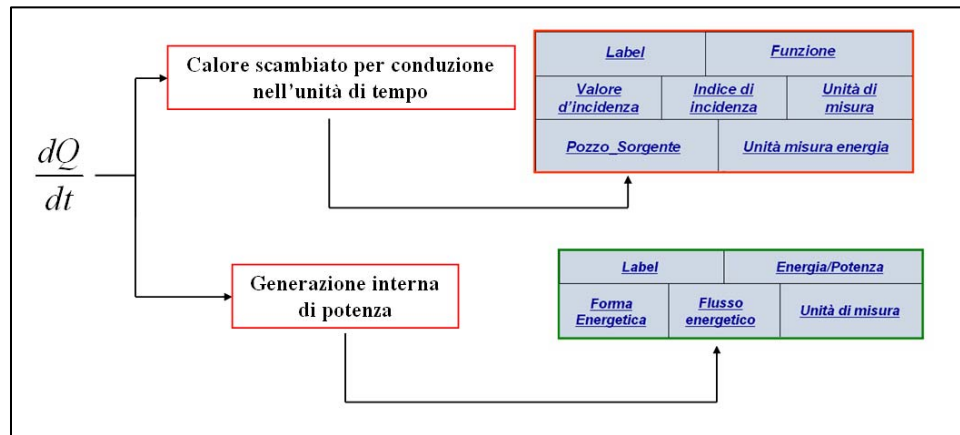 Calore scambiato per conduzione
nell'unità di tempo
Label
Funzione
Valore
d'incidenza
Indice di
incidenza
Unità di
misura
Pozzo_Sorgente
Unità misura energia
dQ
dt
Generazione interna
di potenza
Label
Energia/Potenza
Forma
Energetica
Flusso
energetico
Unità di misura